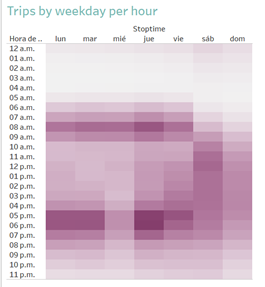 Trips by weekday per hour
Stoptime
Hora de .. lun mar mié jue vie sáb dom
12 a.m.
01 a.m.
02 a.m.
03 a.m.
04 a.m.
05 a.m.
06 a.m.
07 a.m.
08 a.m.
09 a.m.
10 a.m.
11 a.m.
12 p.m.
01 p.m.
02 p.m.
03 p.m.
04 p.m.
05 p.m.
06 p.m.
07 p.m.
08 p.m.
09 p.m.
10 p.m.
11 p.m.